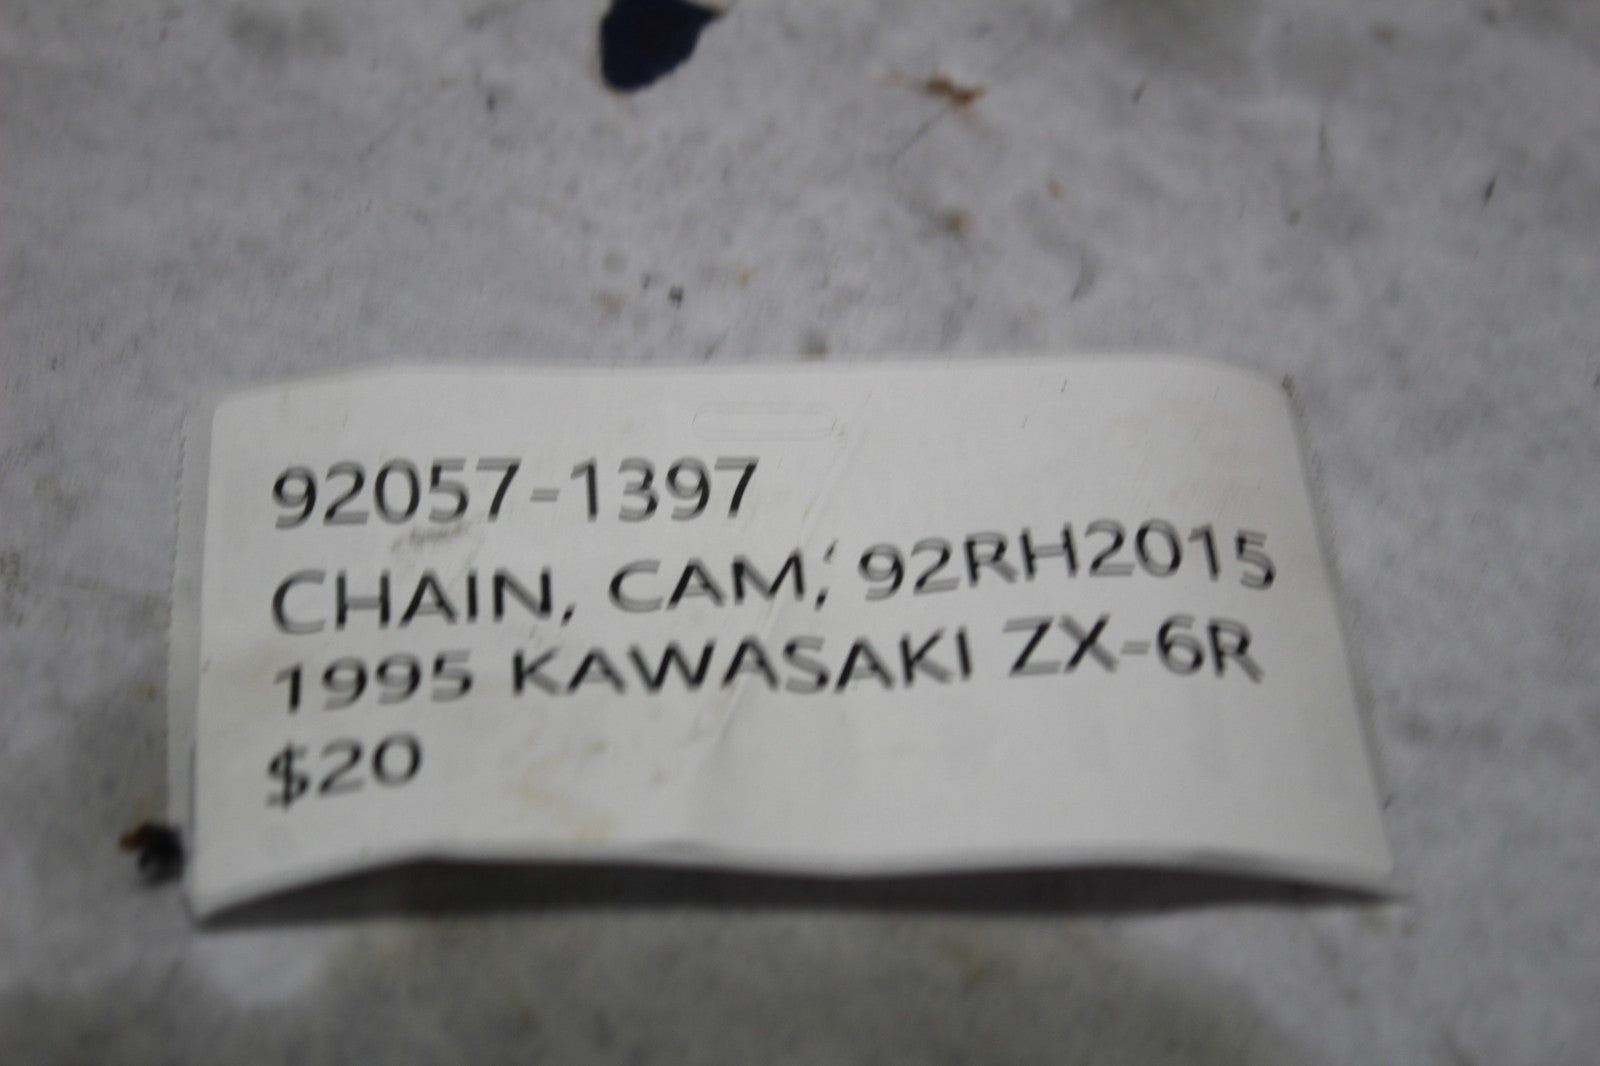 92057-1397
CHAIN, CAM, 92RH2015
1995 KAWASAKI ZX-6R
$20